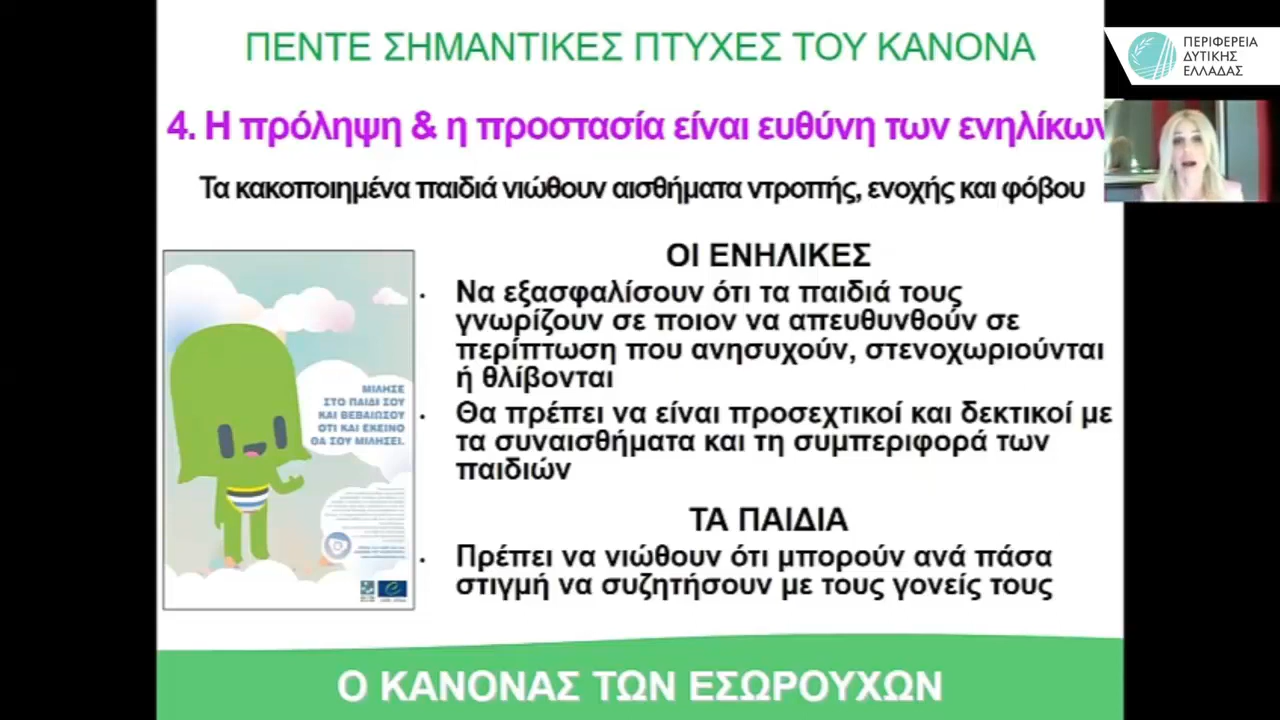 ΠΕΝΤΕ ΣΗΜΑΝΤΙΚΕΣ ΠΤΥΧΕΣ ΤΟΥ ΚΑΝΟΝΑ
ΠΕΡΙΦΕΡΕΙΑ
ΔΥΤΙΚΗΣ
ΕΛΛΑΔΑΣ
4. Η πρόληψη & η προστασία είναι ευθύνη των ενηλίκων
Τα κακοποιημένα παιδιά νιώθουν αισθήματα ντροπής, ενοχής και φόβου
ΟΙ ΕΝΗΛΙΚΕΣ
• Να εξασφαλίσουν ότι τα παιδιά τους
γνωρίζουν σε ποιον να απευθυνθούν σε
περίπτωση που ανησυχούν, στενοχωριούνται
ή θλίβονται
• Θα πρέπει να είναι προσεχτικοί και δεκτικοί με
τα συναισθήματα και τη συμπεριφορά των
παιδιών
ΤΑ ΠΑΙΔΙΑ
• Πρέπει να νιώθουν ότι μπορούν ανά πάσα
στιγμή να συζητήσουν με τους γονείς τους
ΜΙΛΗΣΕ
ΣΤΟ ΠΑΙΔΙ ΣΟΥ
ΚΑΙ ΒΕΒΑΙΩΣΟΥ
ΟΤΙ ΚΑΙ ΕΚΕΙΝΟ
ΘΑ ΣΟΥ ΜΙΛΗΣΕΙ.
Ο ΚΑΝΟΝΑΣ ΤΩΝ ΕΣΩΡΟΥΧΩΝ